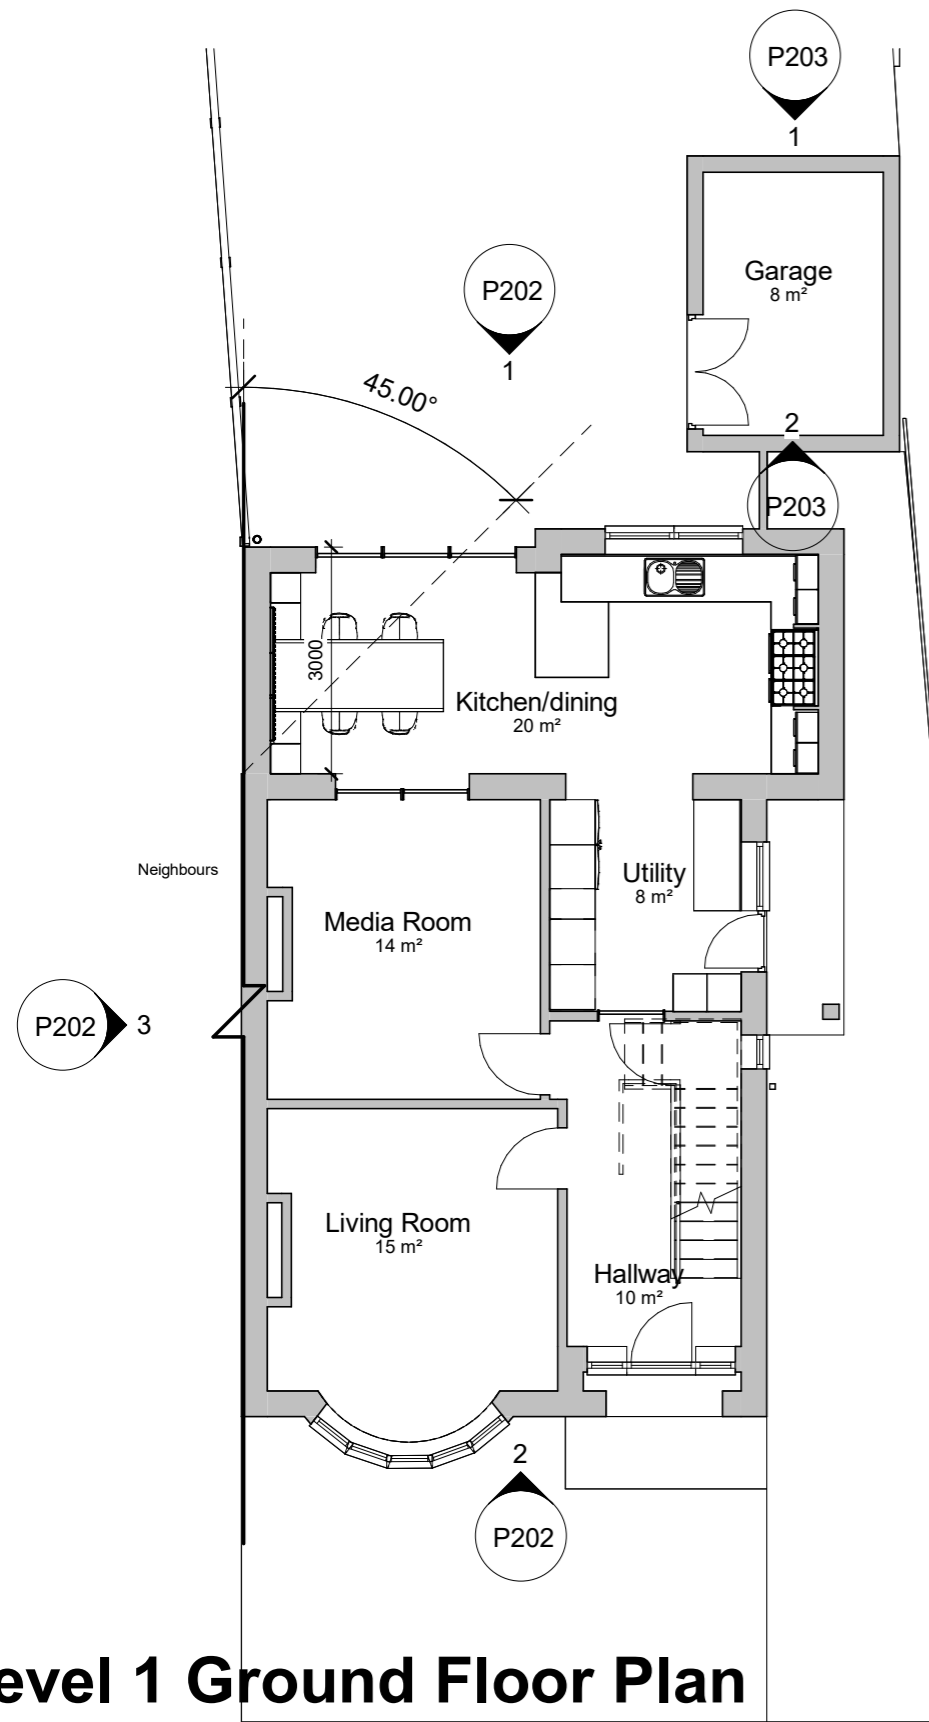 P203
1
Garage
8 m²
P202
1
45.00°
2
P203
3000
Kitchen/dining
20 m²
Neighbours
Utility
8 m²
Media Room
14 m²
P202
3
Living Room
15 m²
Hallway
10 m²
2
P202
evel 1 Ground Floor Plan